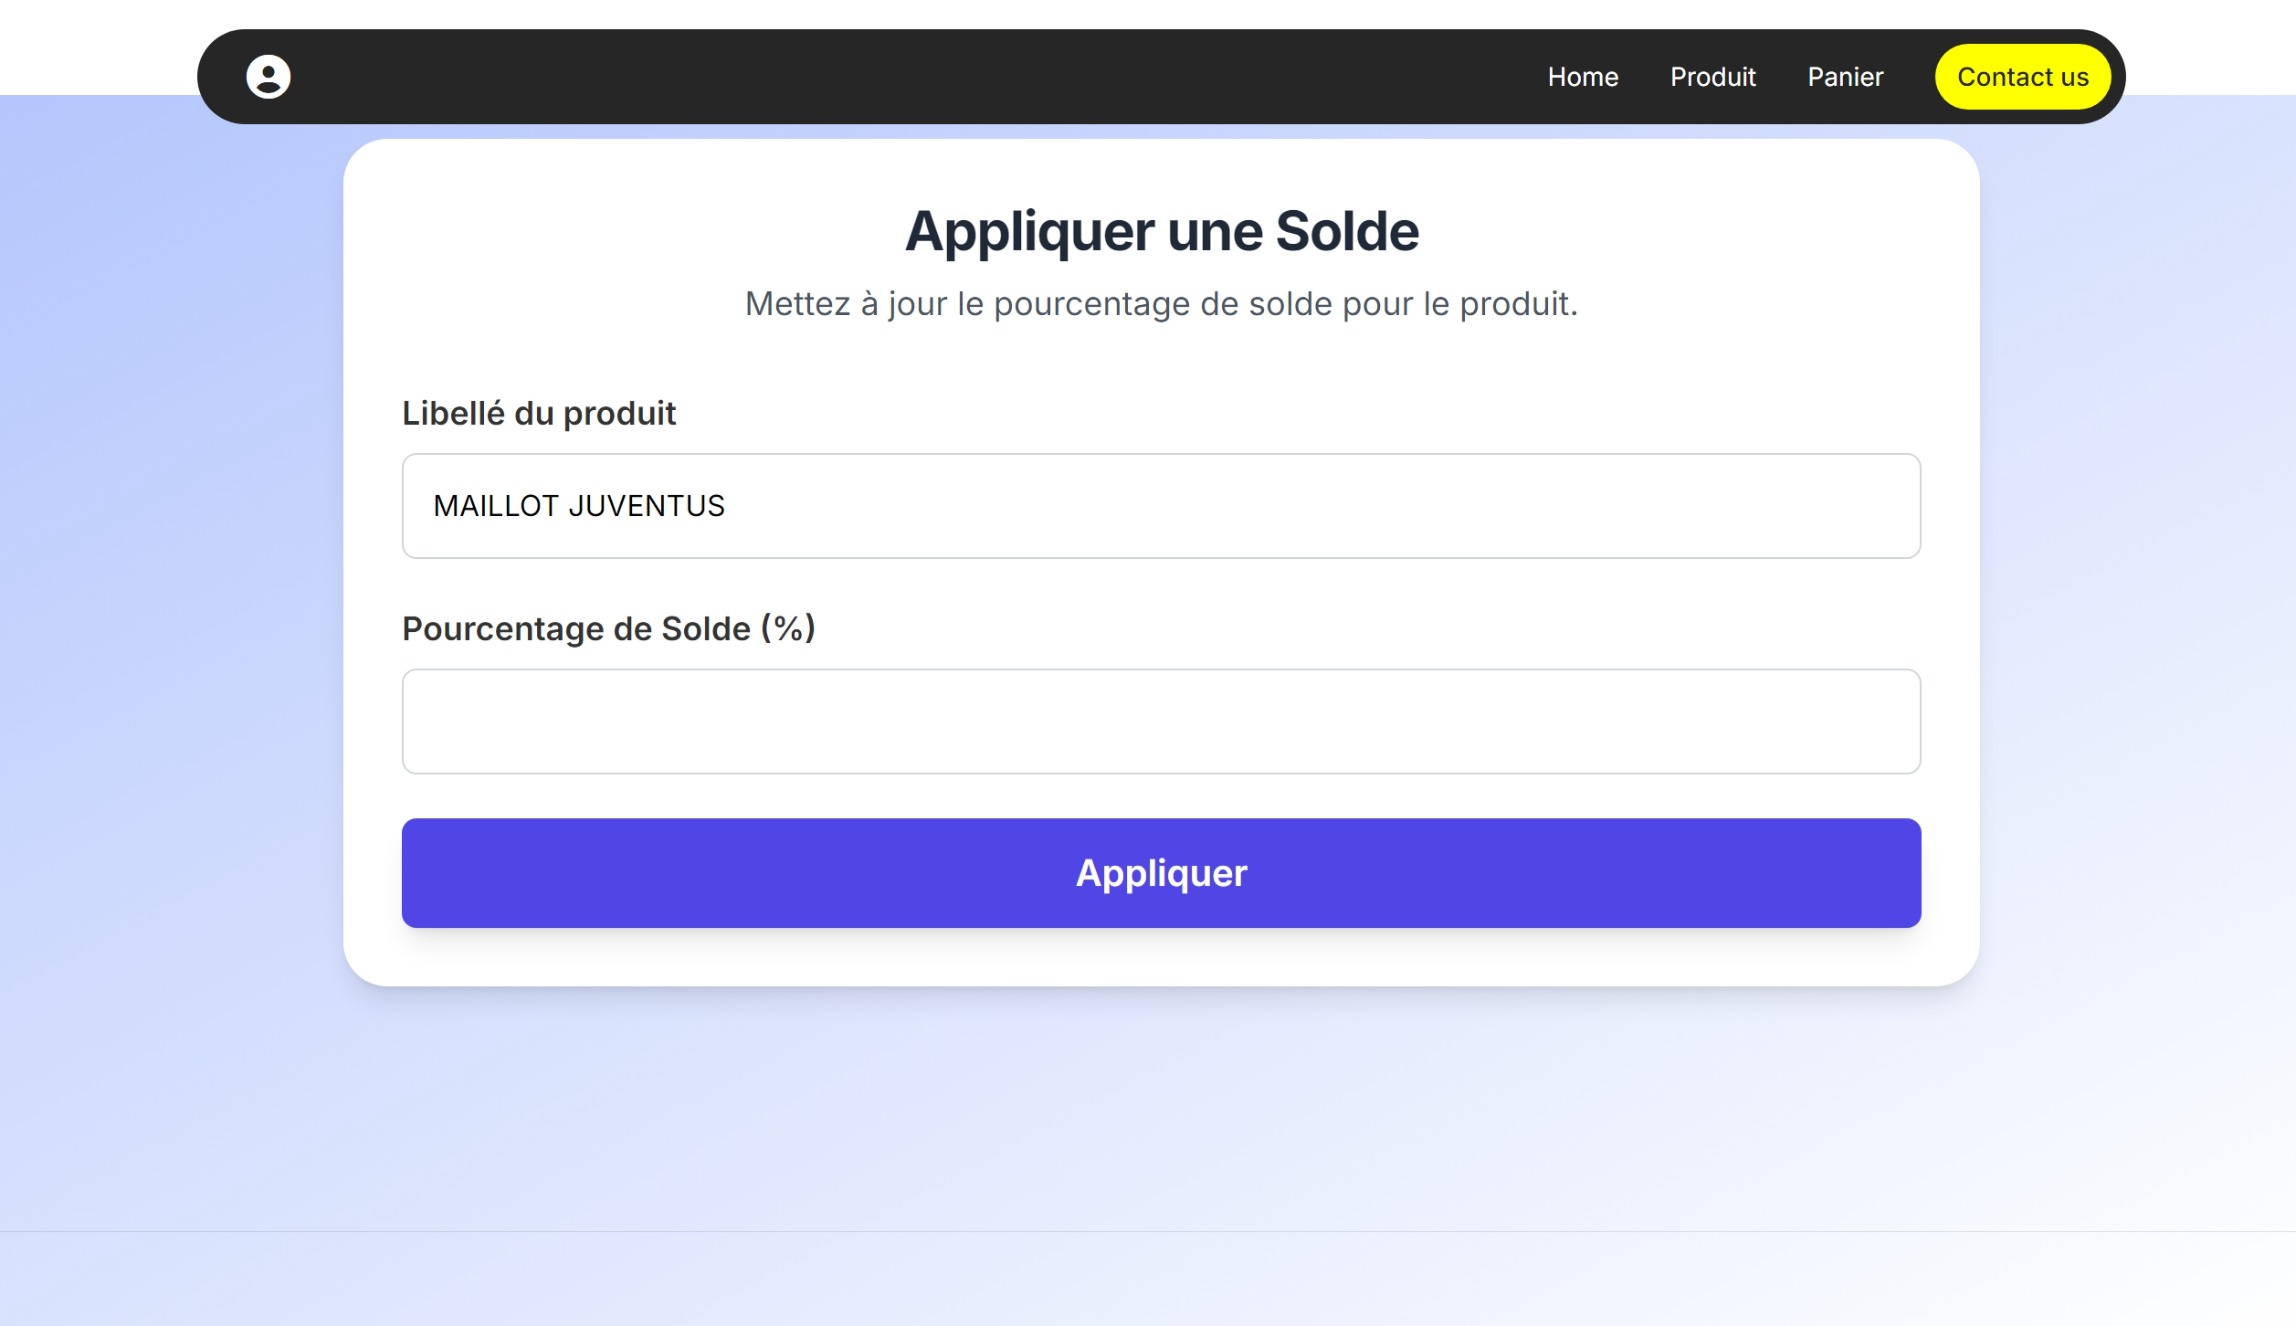 Home Produit Panier Contact us
Appliquer une Solde
Mettez à jour le pourcentage de solde pour le produit.
Libellé du produit
MAILLOT JUVENTUS
Pourcentage de Solde (%)
Appliquer